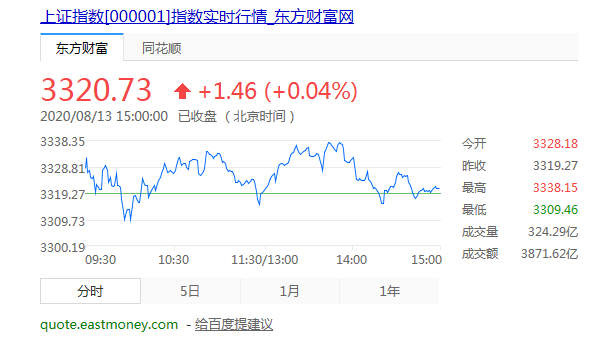 上证指数[000001]指数实时行情_东方财富网
东方财富 同花顺
3320.73 +1.46 (+0.04%)
2020/08/13 15:00:00 已收盘 （北京时间）
3338.35
3328.81
3319.27
3309.73
3300.19
09:30 10:30 11:30/13:00 14:00 15:00
今开 3328.18
昨收 3319.27
最高 3338.15
最低 3309.46
成交量 324.29亿
成交额 3871.62亿
分时 5日 1月 1年
quote.eastmoney.com - 给百度提建议